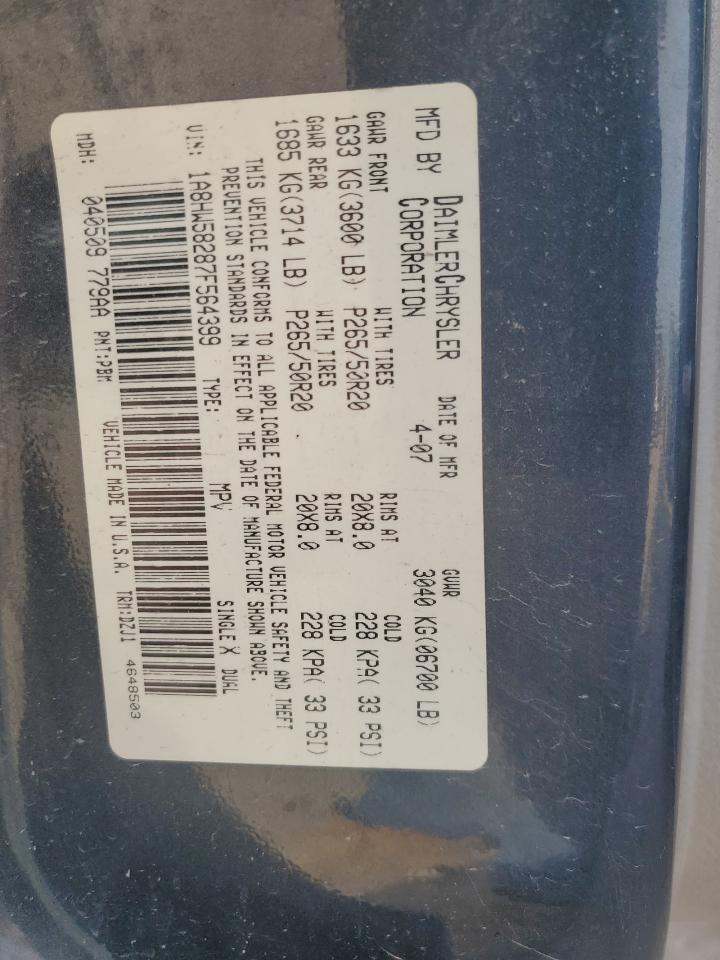 MFD BY DAIMLERCHRYSLER DATE OF MFR GVWR
CORPORATION 4-07 3040 KG(06700 LB)
GAWR FRONT WITH TIRES RIMS AT COLD
1633 KG(3600 LB) P265/50R20 20X8.0 228 KPA( 33 PSI)
GAWR REAR WITH TIRES RIMS AT COLD
1685 KG(3714 LB) P265/50R20 20X8.0 228 KPA( 33 PSI)
THIS VEHICLE CONFORMS TO ALL APPLICABLE FEDERAL MOTOR VEHICLE SAFETY AND THEFT
PREVENTION STANDARDS IN EFFECT ON THE DATE OF MANUFACTURE SHOWN ABOVE.
VIN: 1A8HW58287F564399 TYPE: MPV SINGLE X DUAL
MDH: 040509 779AA PNT:PBM VEHICLE MADE IN U.S.A. TRM:DZJ1 4648503